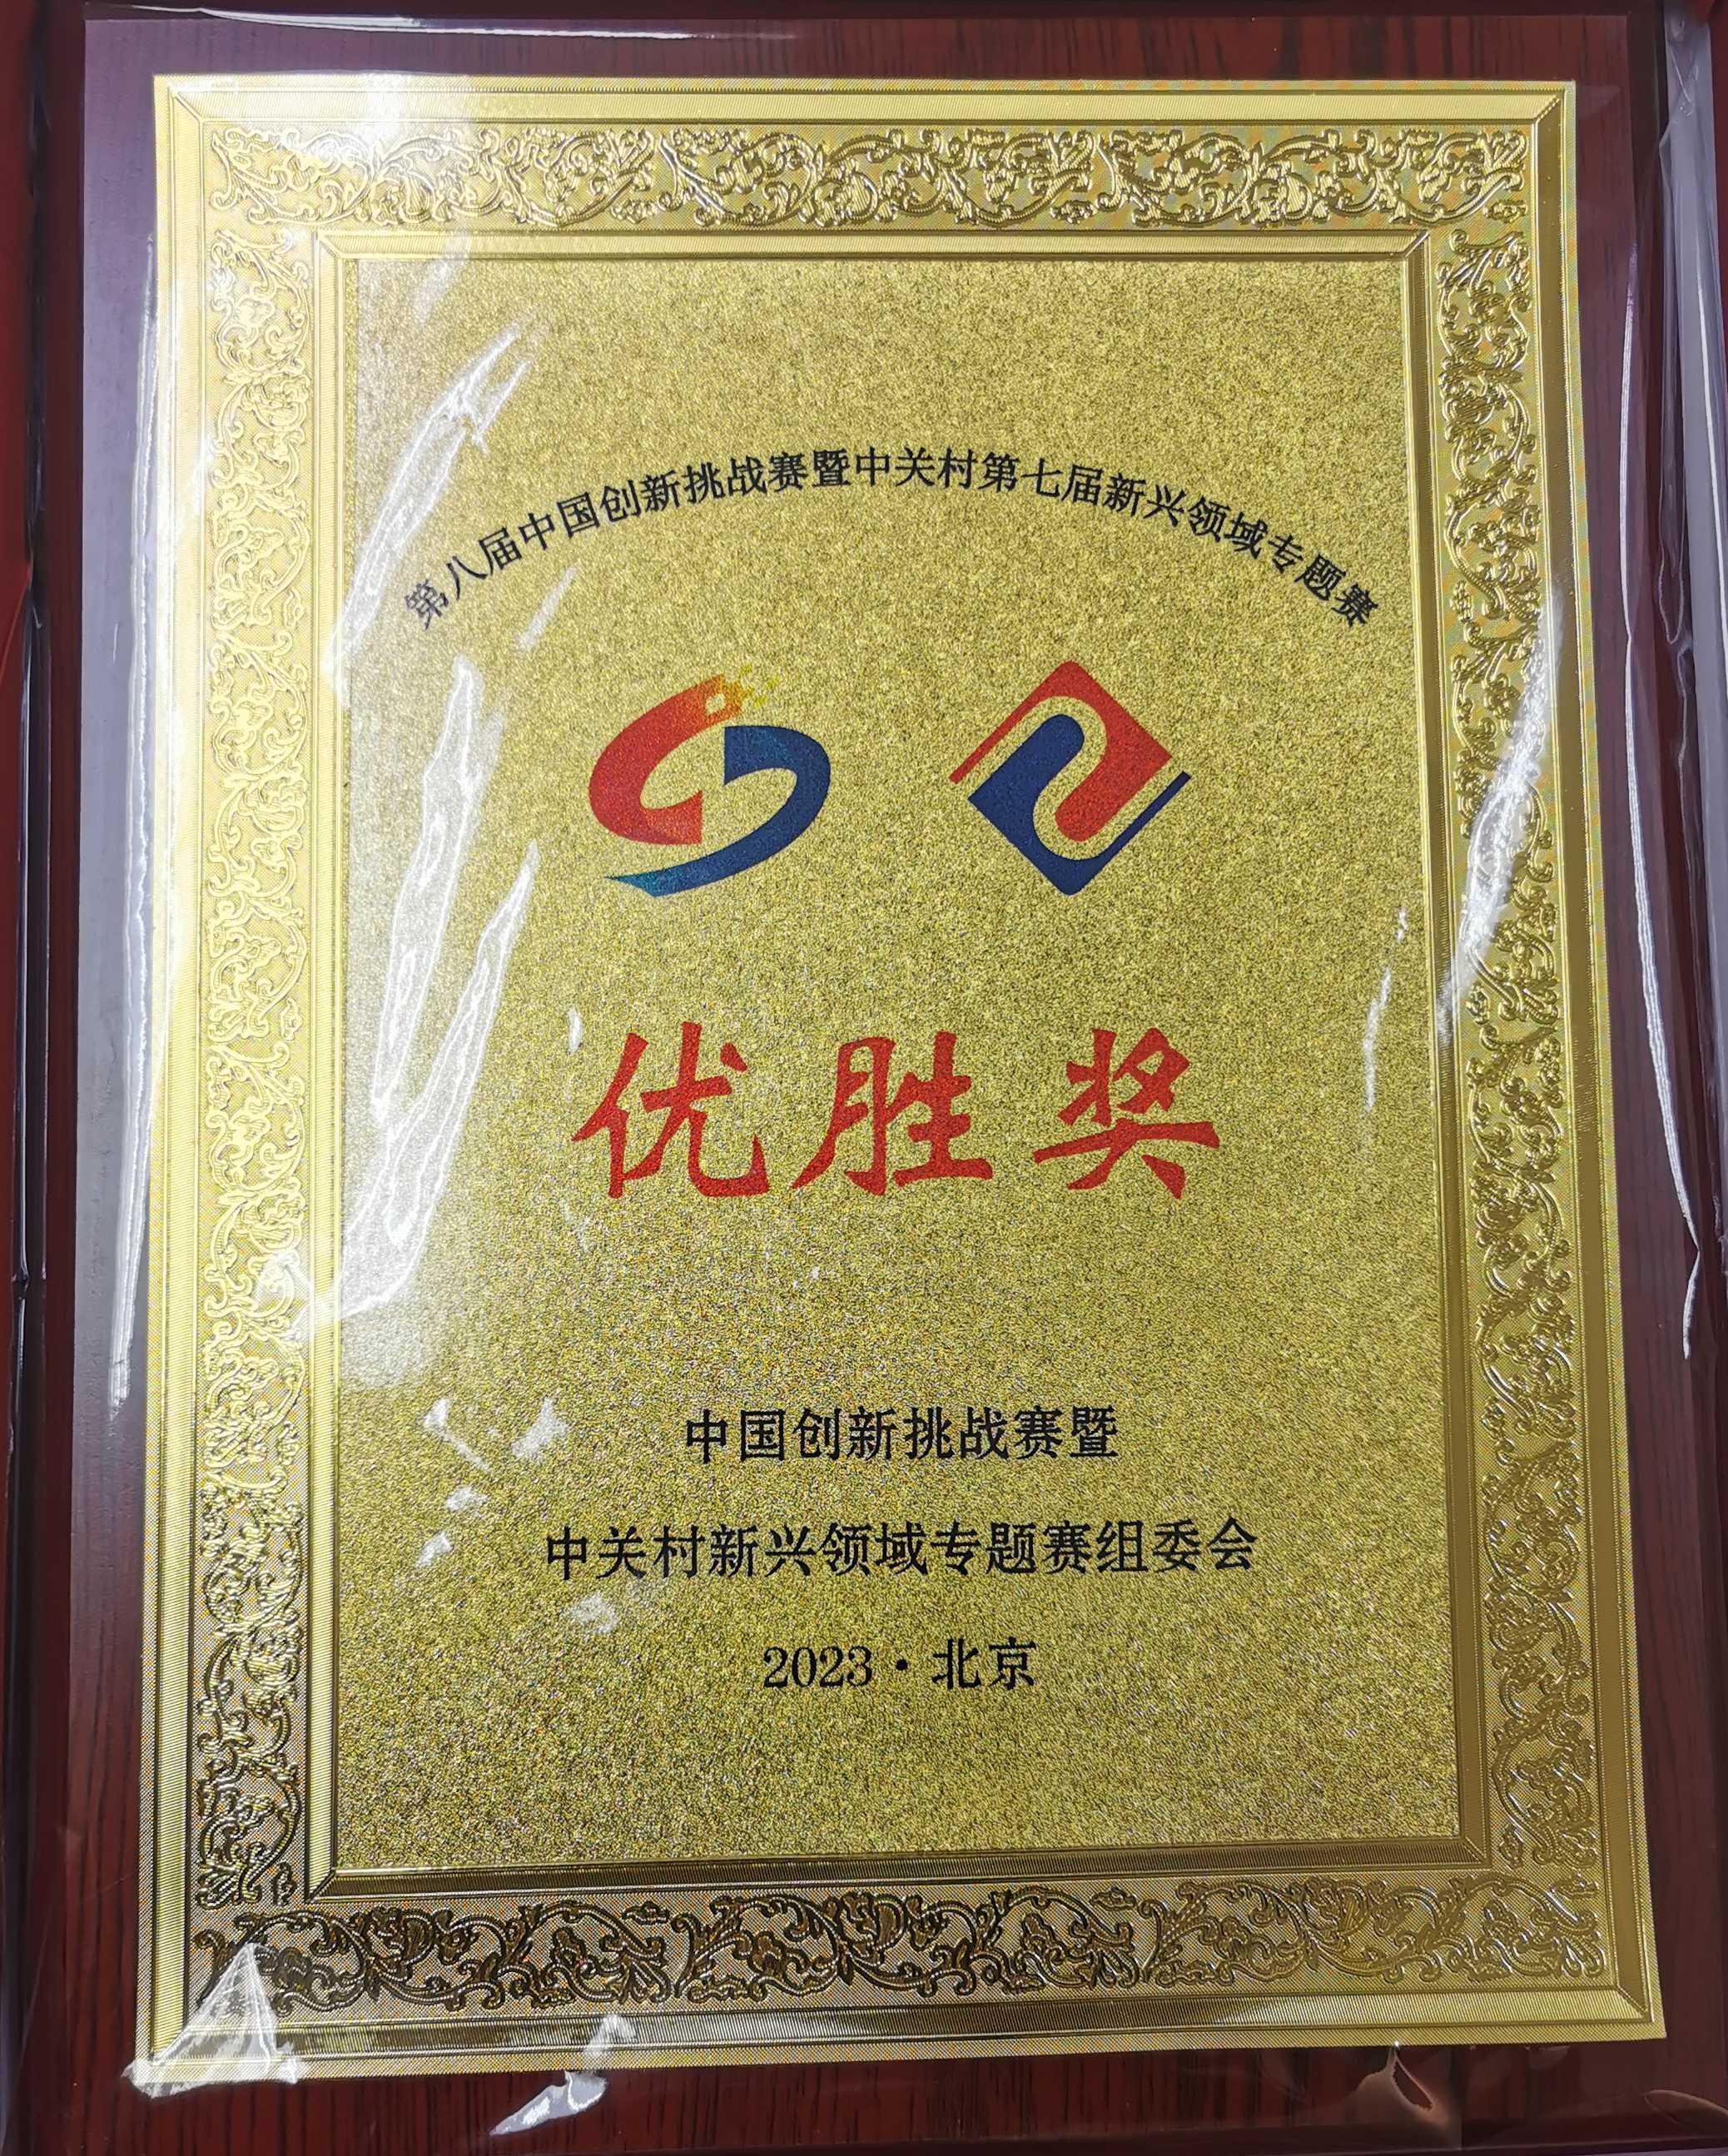 第八届中国创新挑战赛暨中关村第七届新兴领域专题赛
优胜奖
中国创新挑战赛暨
中关村新兴领域专题赛组委会
2023·北京